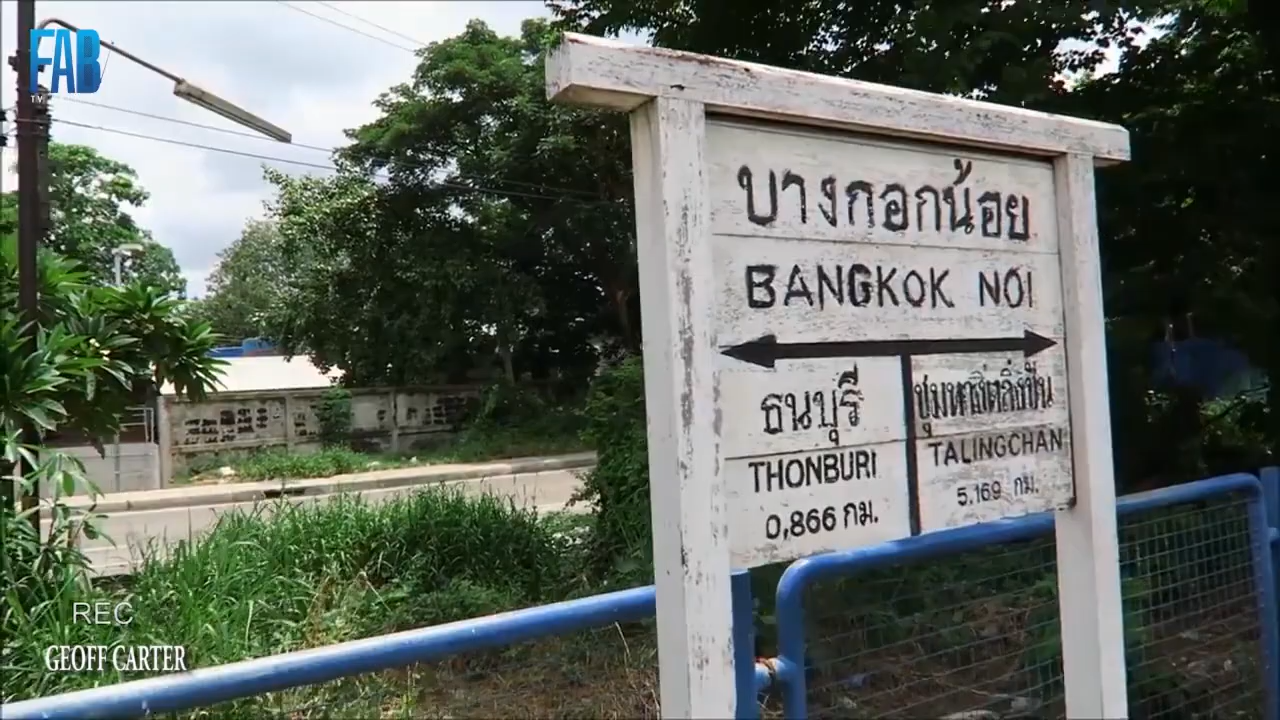 FAB
TV
บางกอกน้อย
BANGKOK NOI
ธนบุรี
THONBURI
0,866 กม.
ชุมทางตลิ่งชัน
TALINGCHAN
5.169 กม.
REC
GEOFF CARTER